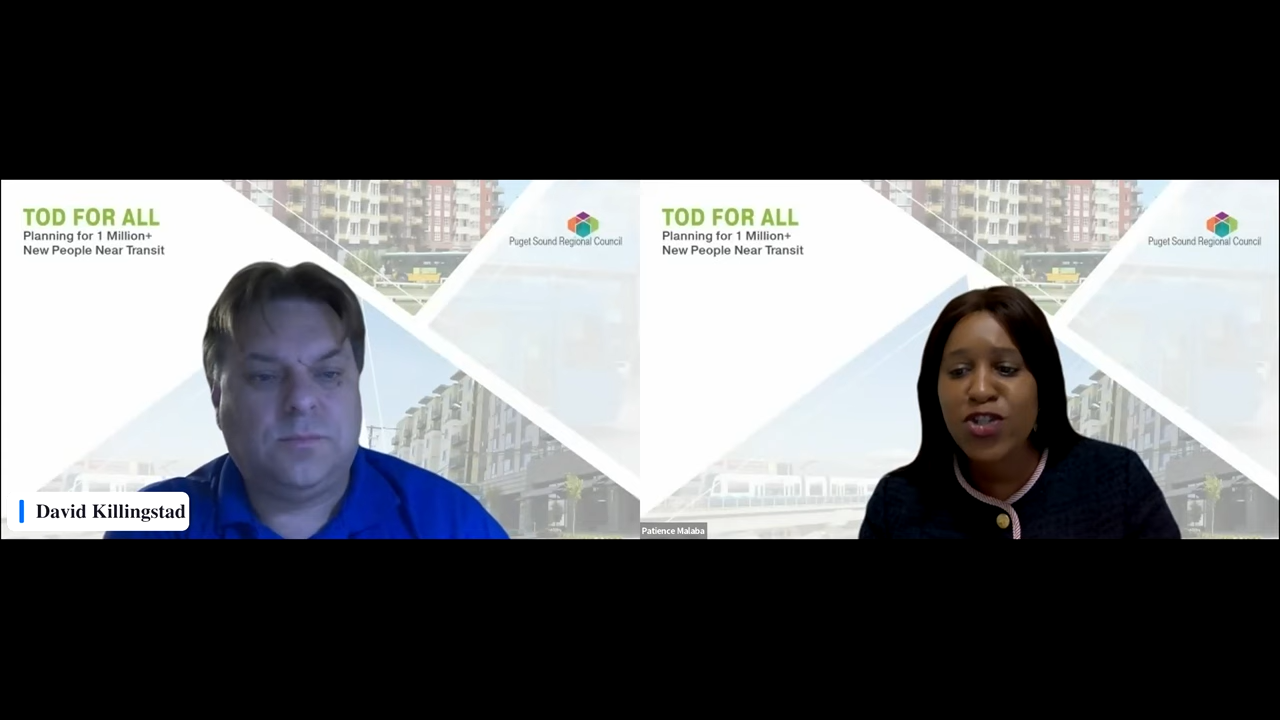 TOD FOR ALL
Planning for 1 Million+
New People Near Transit
Puget Sound Regional Council
David Killingstad
TOD FOR ALL
Planning for 1 Million+
New People Near Transit
Puget Sound Regional Council
Patience Malaba